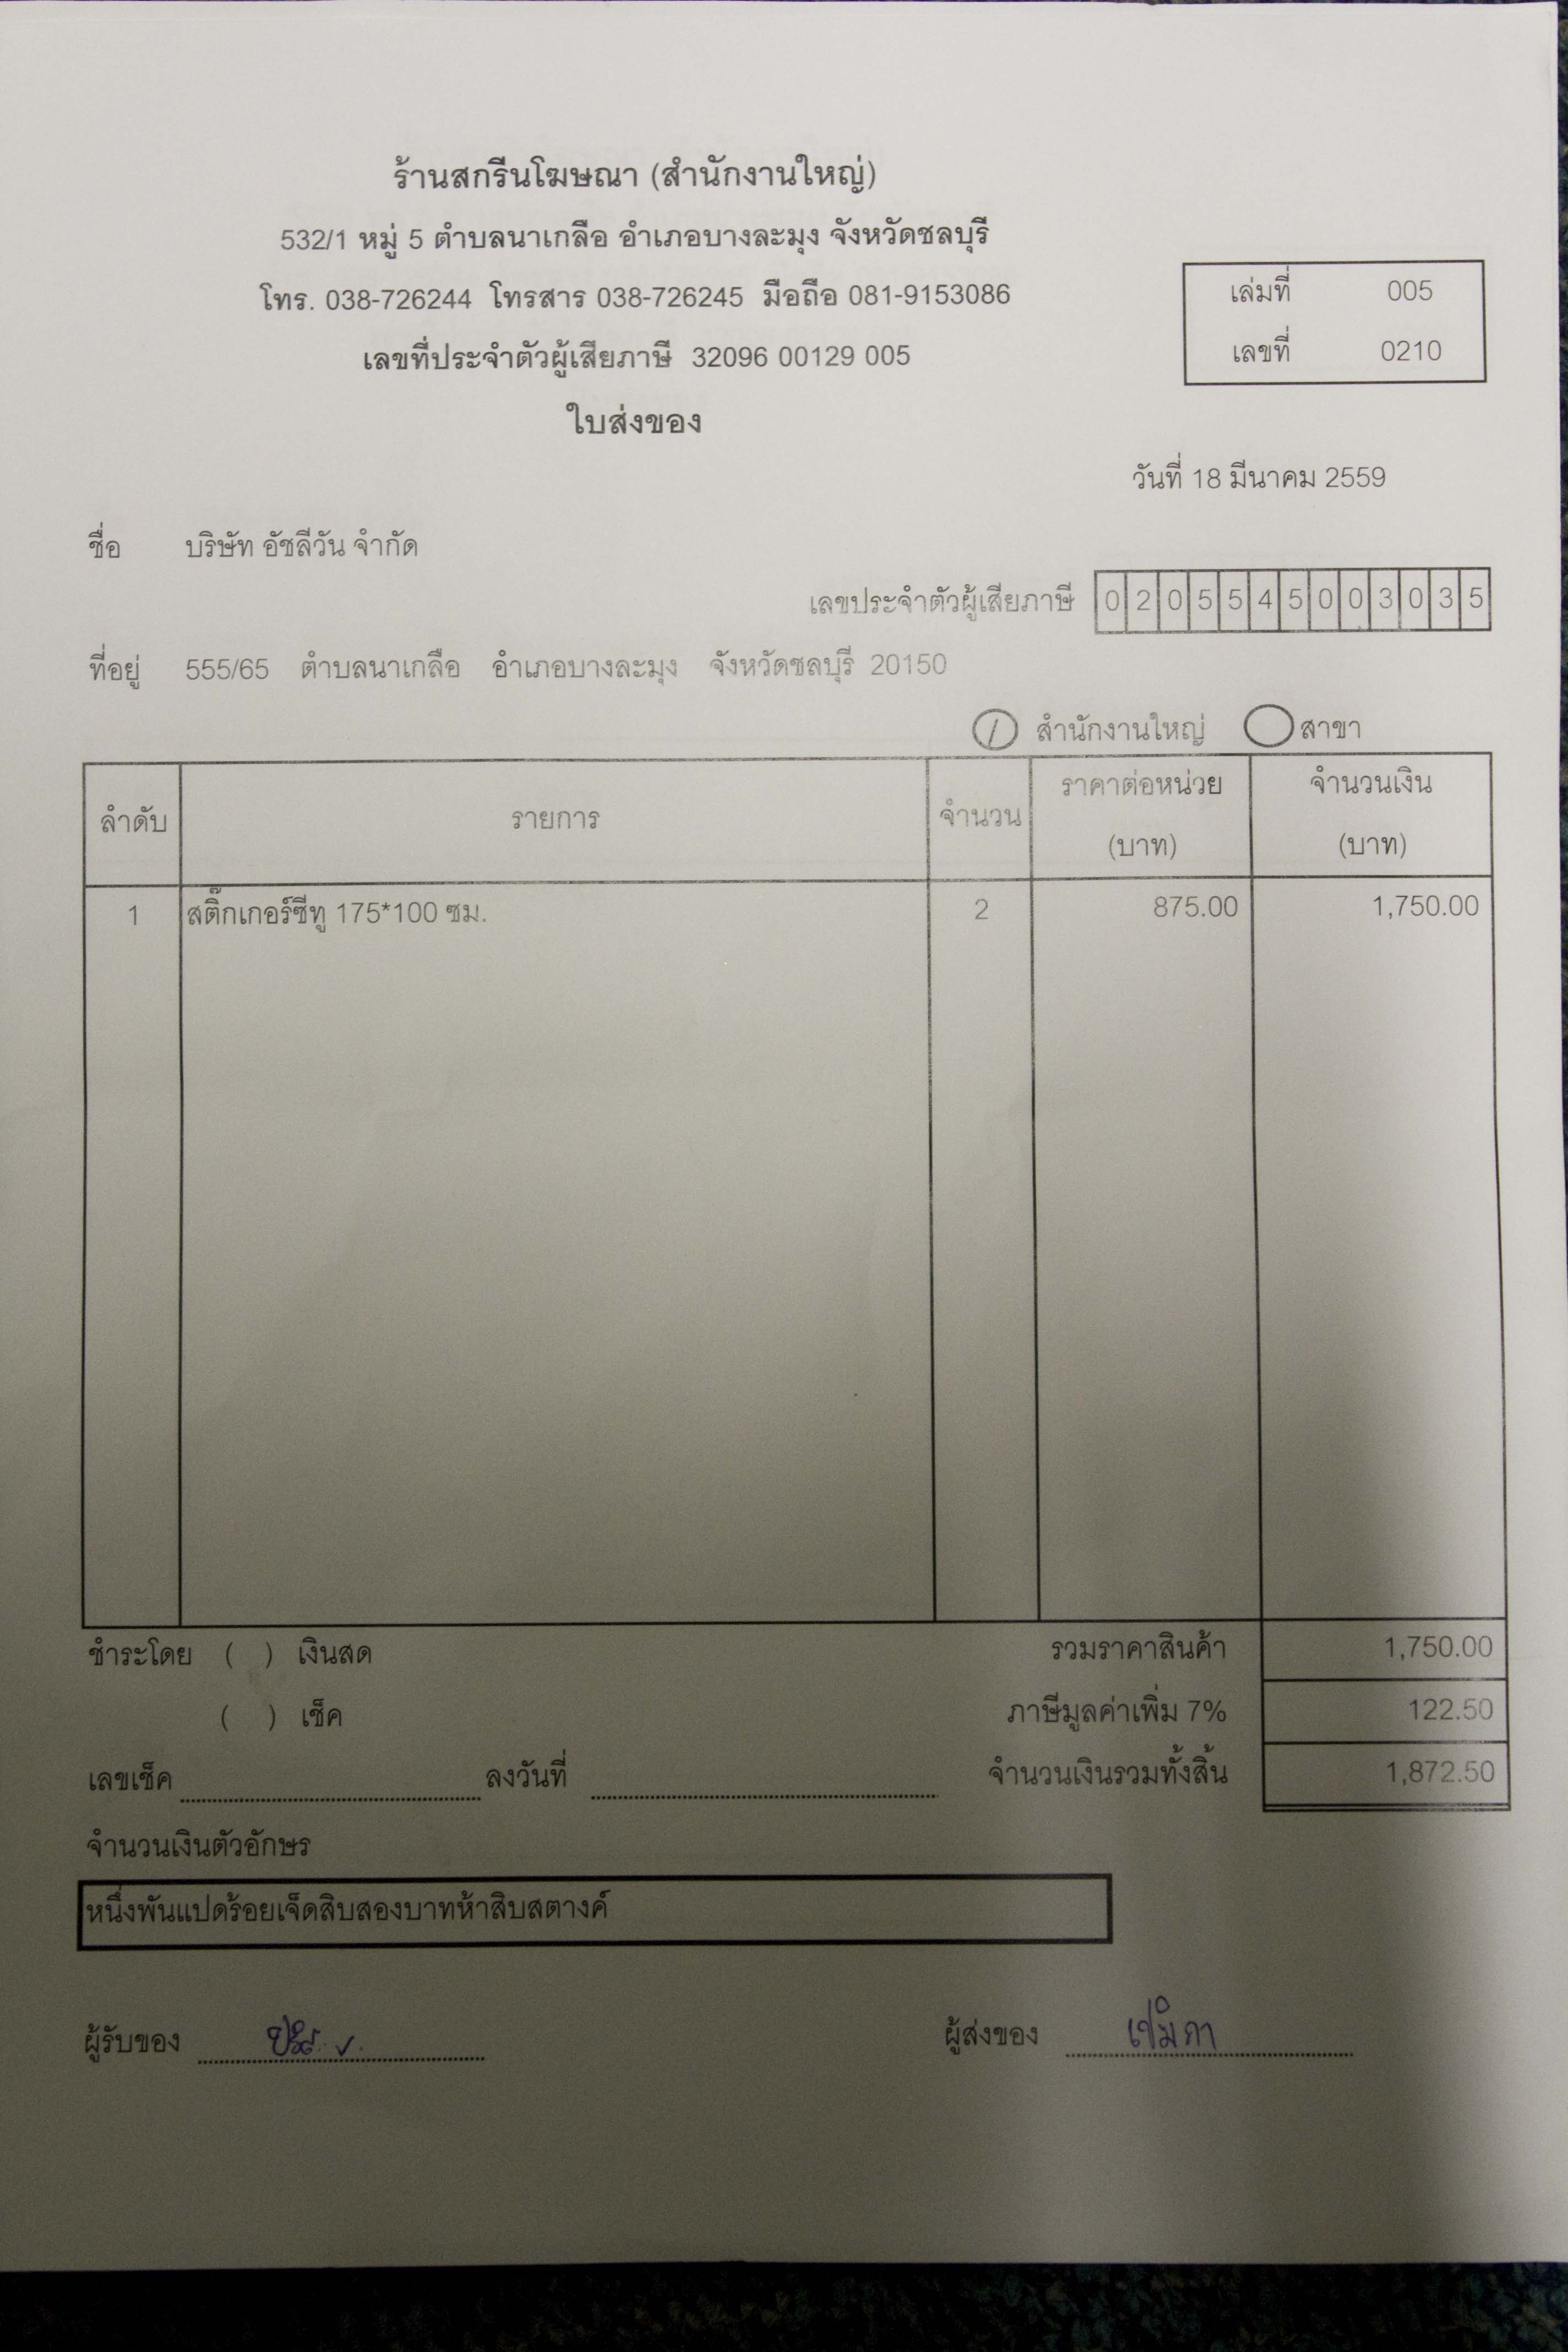 ร้านสกรีนโฆษณา (สำนักงานใหญ่)
532/1 หมู่ 5 ตำบลนาเกลือ อำเภอบางละมุง จังหวัดชลบุรี
โทร. 038-726244 โทรสาร 038-726245 มือถือ 081-9153086
เลขที่ประจำตัวผู้เสียภาษี 32096 00129 005
เล่มที่ 005
เลขที่ 0210
ใบส่งของ
วันที่ 18 มีนาคม 2559
ชื่อ บริษัท อัชลีวัน จำกัด
เลขประจำตัวผู้เสียภาษี 0 2 0 5 5 4 5 0 0 3 0 3 5
ที่อยู่ 555/65 ตำบลนาเกลือ อำเภอบางละมุง จังหวัดชลบุรี 20150
สำนักงานใหญ่ สาขา
ลำดับ รายการ จำนวน ราคาต่อหน่วย (บาท) จำนวนเงิน (บาท)
1 สติ๊กเกอร์ซีทู 175*100 ซม. 2 875.00 1,750.00
ชำระโดย ( ) เงินสด รวมราคาสินค้า 1,750.00
( ) เช็ค ภาษีมูลค่าเพิ่ม 7% 122.50
เลขเช็ค ลงวันที่ จำนวนเงินรวมทั้งสิ้น 1,872.50
จำนวนเงินตัวอักษร
หนึ่งพันแปดร้อยเจ็ดสิบสองบาทห้าสิบสตางค์
ผู้รับของ ผู้ส่งของ